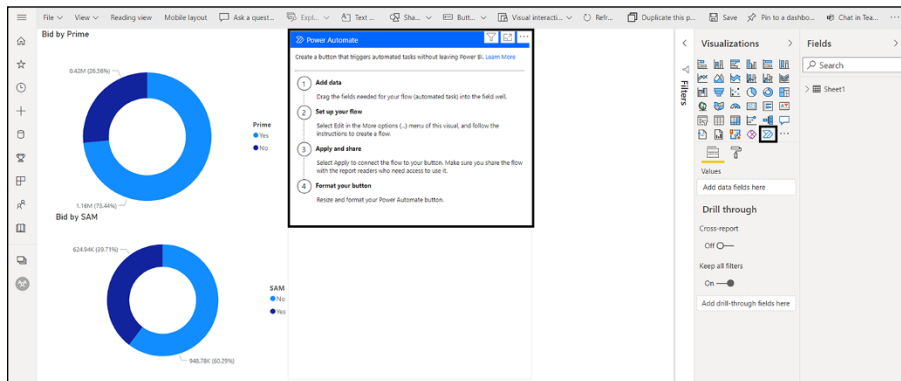 File View Reading view Mobile layout Ask a quest... Expl... Text ... Sha... Butt... Visual interacti... Refr... Duplicate this p... Save Pin to a dashbo... Chat in Tea... ...
Bid by Prime
0.42M (26.56%)
1.16M (73.44%)
Prime
Yes
No
Bid by SAM
624.94K (39.71%)
948.78K (60.29%)
SAM
No
Yes
Power Automate
Create a button that triggers automated tasks without leaving Power BI. Learn More
1 Add data
Drag the fields needed for your flow (automated task) into the field well.
2 Set up your flow
Select Edit in the More options (...) menu of this visual, and follow the
instructions to create a flow.
3 Apply and share
Select Apply to connect the flow to your button. Make sure you share the flow
with the report readers who need access to use it.
4 Format your button
Resize and format your Power Automate button.
Filters
Visualizations
Values
Add data fields here
Drill through
Cross-report
Off
Keep all filters
On
Add drill-through fields here
Fields
Search
Sheet1